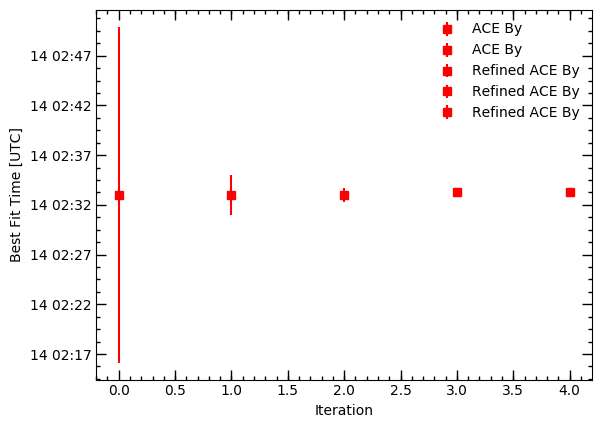 ACE By
ACE By
Refined ACE By
Refined ACE By
Refined ACE By
14 02:47
14 02:42
14 02:37
14 02:32
14 02:27
14 02:22
14 02:17
Best Fit Time [UTC]
0.0 0.5 1.0 1.5 2.0 2.5 3.0 3.5 4.0
Iteration